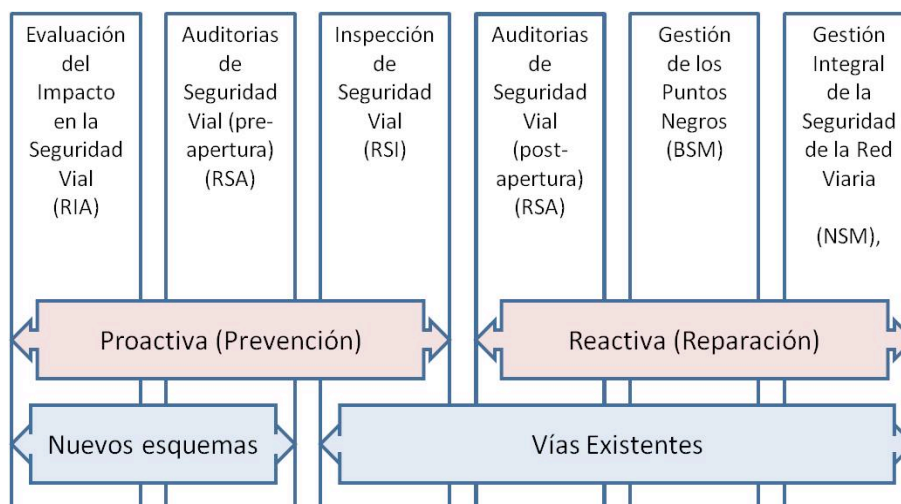 Evaluación
del
Impacto
en la
Seguridad
Vial
(RIA)
Auditorias
de
Seguridad
Vial (pre-
apertura)
(RSA)
Inspección
de
Seguridad
Vial
(RSI)
Auditorias
de
Seguridad
Vial
(post-
apertura)
(RSA)
Gestión
de los
Puntos
Negros
(BSM)
Gestión
Integral
de la
Seguridad
de la Red
Viaria
(NSM),
Proactiva (Prevención)
Reactiva (Reparación)
Nuevos esquemas
Vías Existentes